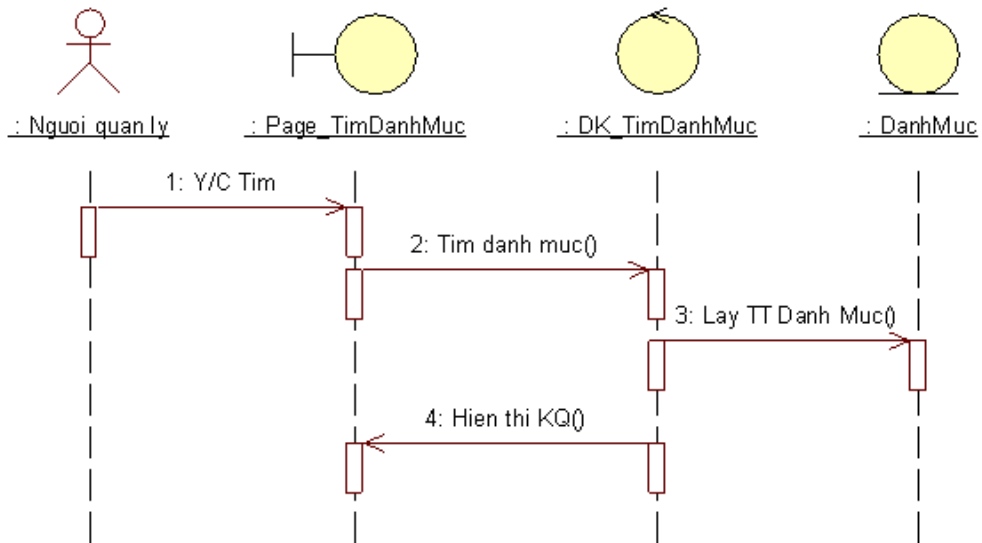 : Nguoi quan ly
: Page_TimDanhMuc
: DK_TimDanhMuc
: DanhMuc
1: Y/C Tim
2: Tim danh muc()
3: Lay TT Danh Muc()
4: Hien thi KQ()